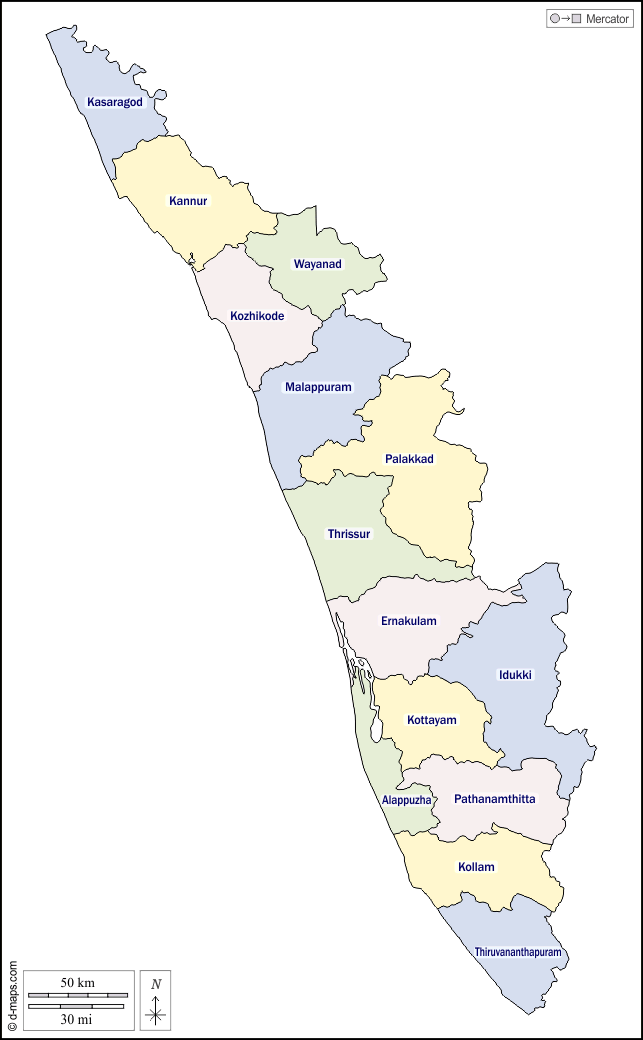 Mercator
Kasaragod
Kannur
Wayanad
Kozhikode
Malappuram
Palakkad
Thrissur
Ernakulam
Idukki
Kottayam
Alappuzha
Pathanamthitta
Kollam
Thiruvananthapuram
50 km
30 mi
N
© d-maps.com